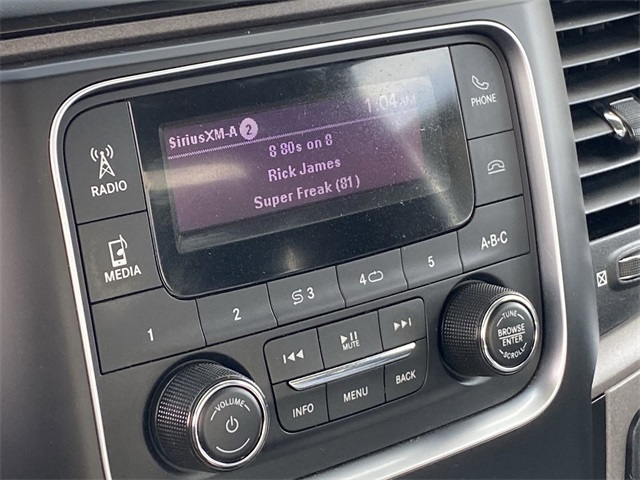 SiriusXM-A 2
1:04 AM
8 80s on 8
Rick James
Super Freak (81)
PHONE
RADIO
MEDIA
1
2
3
4
5
A-B-C
MUTE
INFO
MENU
BACK
VOLUME
TUNE
BROWSE
ENTER
SCROLL